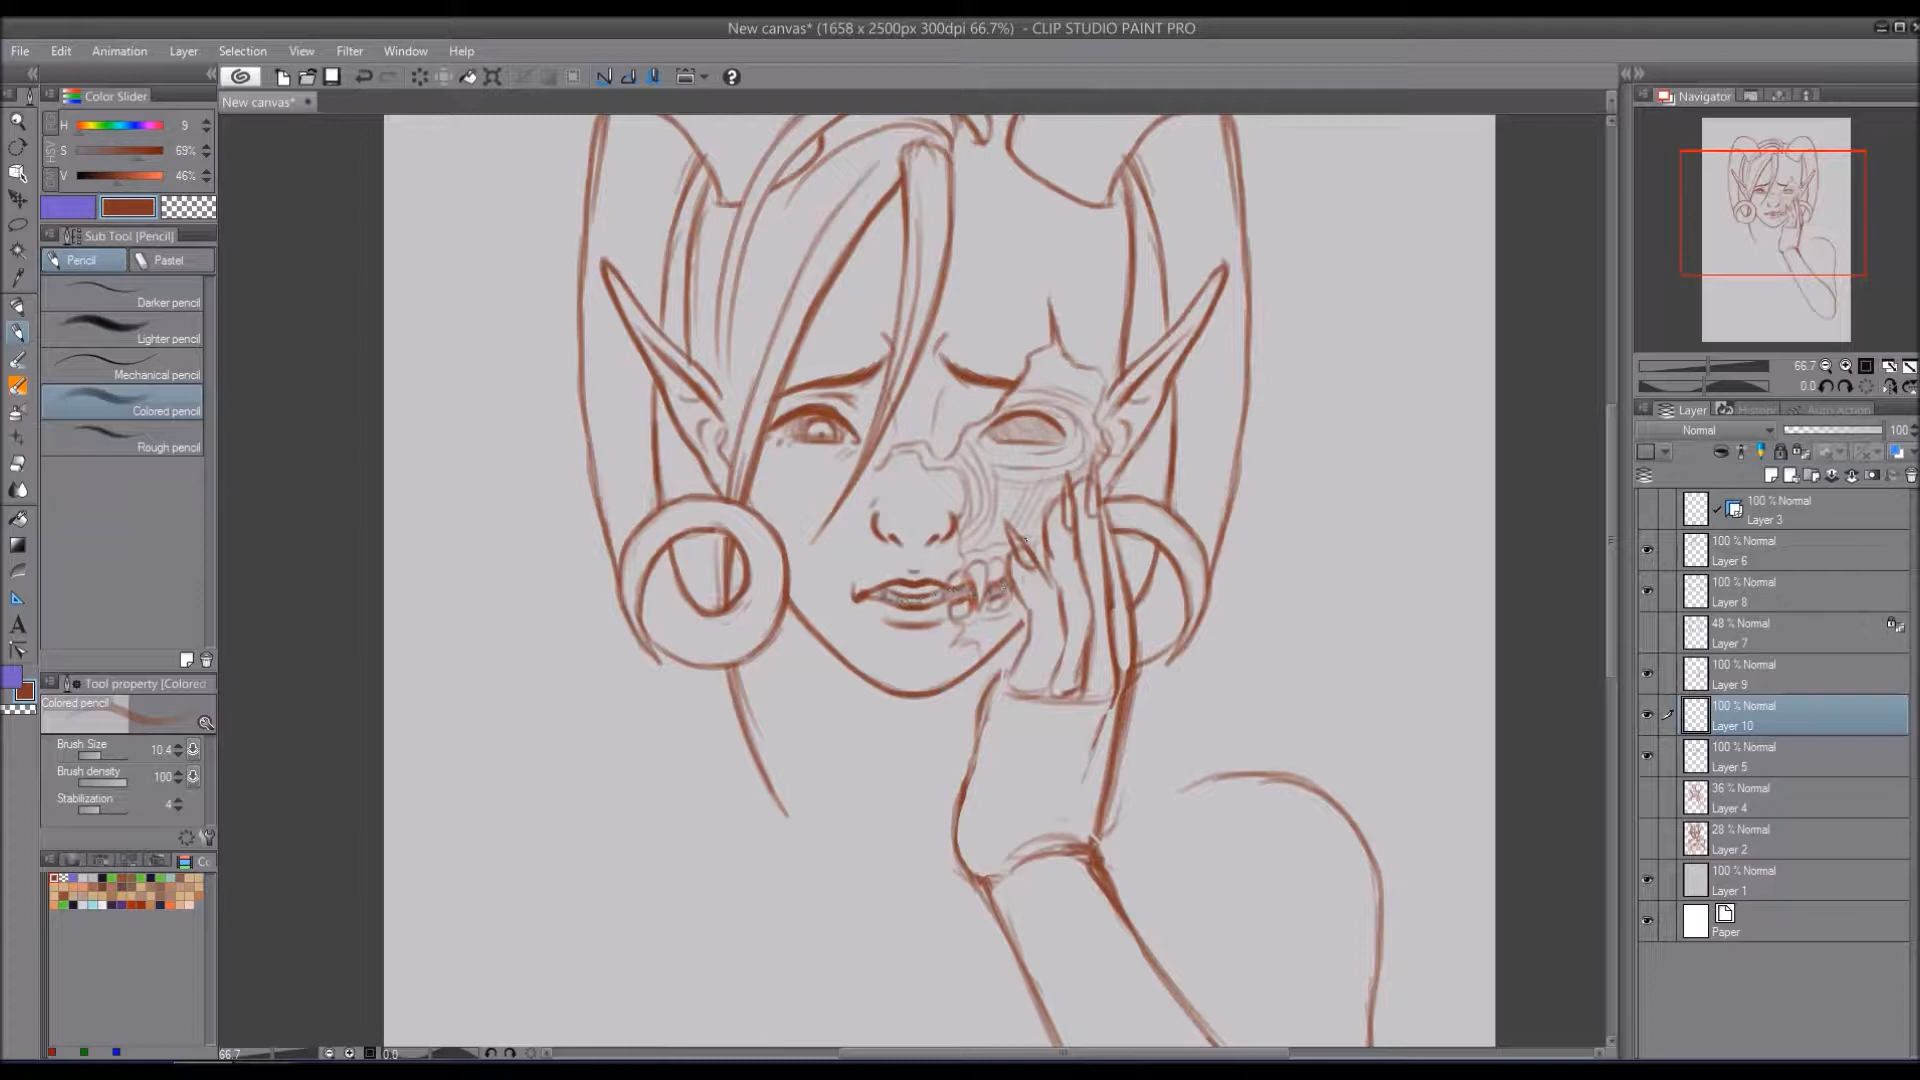 New canvas* (1658 x 2500px 300dpi 66.7%) - CLIP STUDIO PAINT PRO
File Edit Animation Layer Selection View Filter Window Help
Color Slider
New canvas*
Navigator
H 9
S 69%
V 46%
HSV
Sub Tool [Pencil]
Pencil Pastel
Darker pencil
Lighter pencil
Mechanical pencil
Colored pencil
Rough pencil
Tool property [Colored
Colored pencil
Brush Size 10.4
Brush density 100
Stabilization 4
66.7
0.0
Layer History Auto Action
Normal 100
100 % Normal
Layer 3
100 % Normal
Layer 6
100 % Normal
Layer 8
48 % Normal
Layer 7
100 % Normal
Layer 9
100 % Normal
Layer 10
100 % Normal
Layer 5
36 % Normal
Layer 4
28 % Normal
Layer 2
100 % Normal
Layer 1
Paper
66.7 0.0